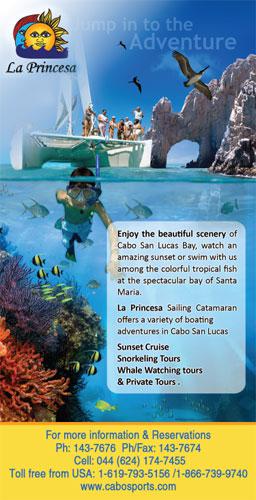 Jump in to the
Adventure
La Princesa
Enjoy the beautiful scenery of
Cabo San Lucas Bay, watch an
amazing sunset or swim with us
among the colorful tropical fish
at the spectacular bay of Santa
Maria.
La Princesa Sailing Catamaran
offers a variety of boating
adventures in Cabo San Lucas
Sunset Cruise
Snorkeling Tours
Whale Watching tours
& Private Tours .
For more information & Reservations
Ph: 143-7676 Ph/Fax: 143-7674
Cell: 044 (624) 174-7455
Toll free from USA: 1-619-793-5156 /1-866-739-9740
www.cabosports.com